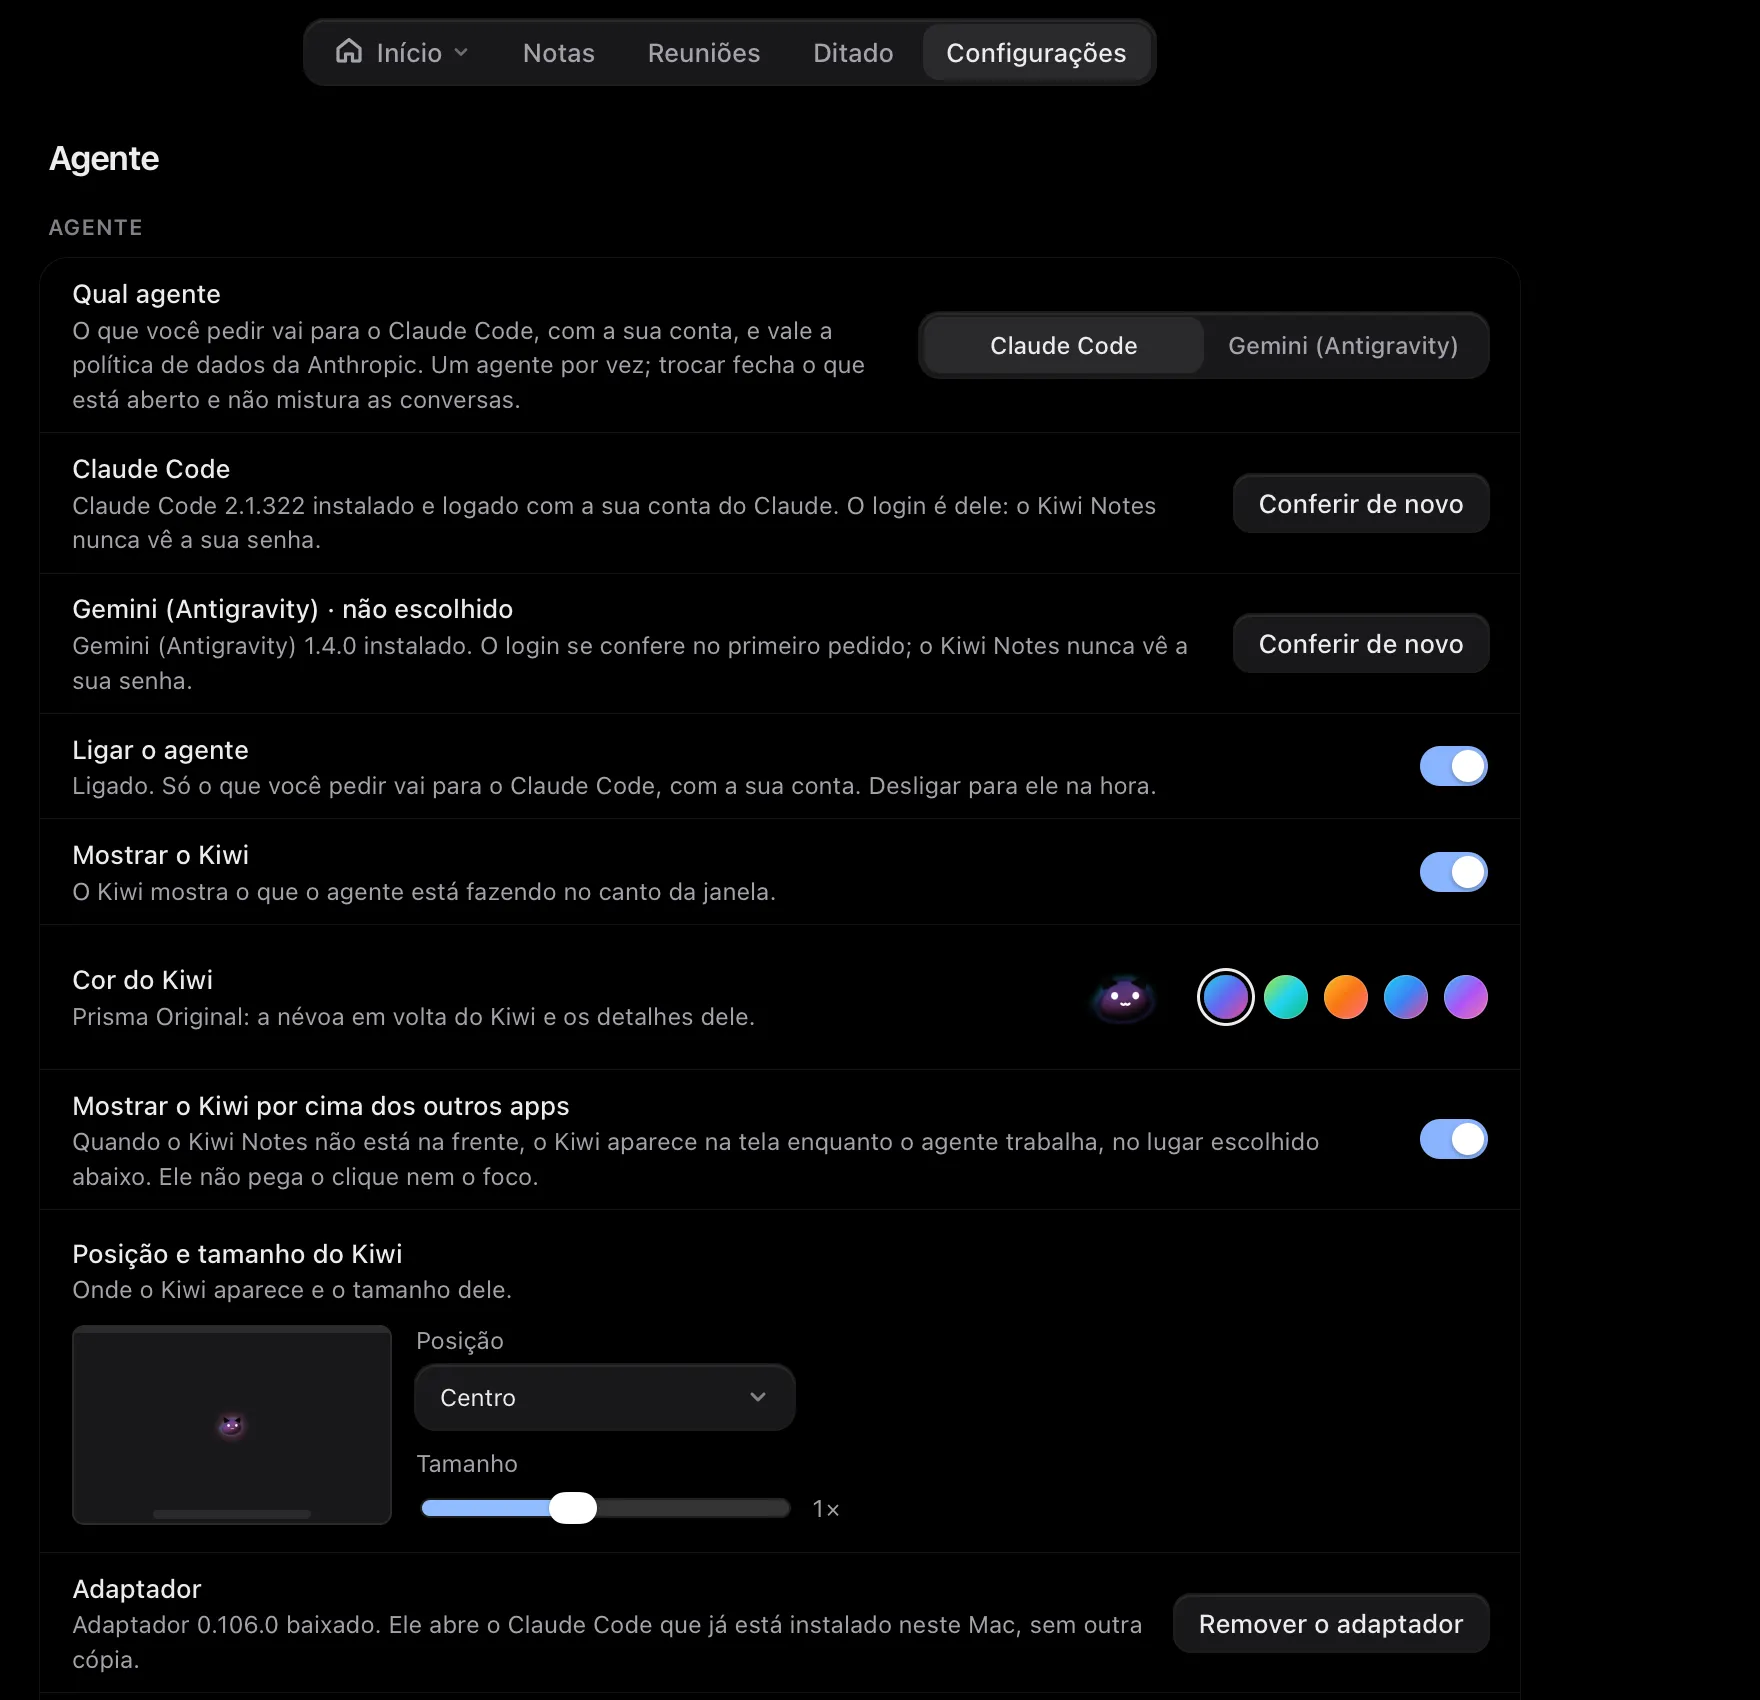 Início
Notas
Reuniões
Ditado
Configurações
Agente
AGENTE
Qual agente
O que você pedir vai para o Claude Code, com a sua conta, e vale a
política de dados da Anthropic. Um agente por vez; trocar fecha o que
está aberto e não mistura as conversas.
Claude Code
Gemini (Antigravity)
Claude Code
Claude Code 2.1.322 instalado e logado com a sua conta do Claude. O login é dele: o Kiwi Notes
nunca vê a sua senha.
Conferir de novo
Gemini (Antigravity) · não escolhido
Gemini (Antigravity) 1.4.0 instalado. O login se confere no primeiro pedido; o Kiwi Notes nunca vê a
sua senha.
Conferir de novo
Ligar o agente
Ligado. Só o que você pedir vai para o Claude Code, com a sua conta. Desligar para ele na hora.
Mostrar o Kiwi
O Kiwi mostra o que o agente está fazendo no canto da janela.
Cor do Kiwi
Prisma Original: a névoa em volta do Kiwi e os detalhes dele.
Mostrar o Kiwi por cima dos outros apps
Quando o Kiwi Notes não está na frente, o Kiwi aparece na tela enquanto o agente trabalha, no lugar escolhido
abaixo. Ele não pega o clique nem o foco.
Posição e tamanho do Kiwi
Onde o Kiwi aparece e o tamanho dele.
Posição
Centro
Tamanho
1×
Adaptador
Adaptador 0.106.0 baixado. Ele abre o Claude Code que já está instalado neste Mac, sem outra
cópia.
Remover o adaptador